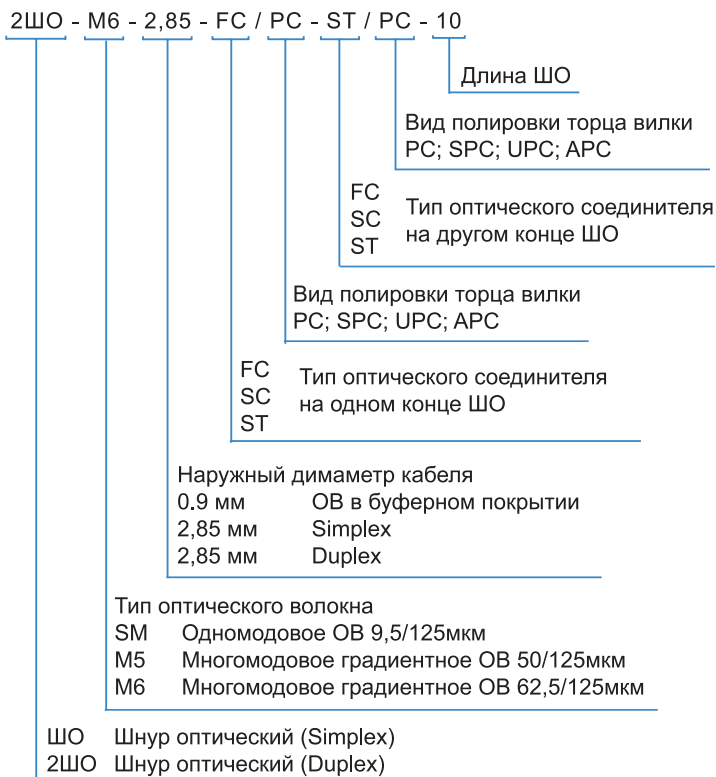 2ШО - М6 - 2,85 - FC / PC - ST / PC - 10
Длина ШО
Вид полировки торца вилки
PC; SPC; UPC; APC
FC
SC
ST
Тип оптического соединителя
на другом конце ШО
Вид полировки торца вилки
PC; SPC; UPC; APC
FC
SC
ST
Тип оптического соединителя
на одном конце ШО
Наружный димаметр кабеля
0.9 мм ОВ в буферном покрытии
2,85 мм Simplex
2,85 мм Duplex
Тип оптического волокна
SM Одномодовое ОВ 9,5/125мкм
M5 Многомодовое градиентное ОВ 50/125мкм
M6 Многомодовое градиентное ОВ 62,5/125мкм
ШО Шнур оптический (Simplex)
2ШО Шнур оптический (Duplex)